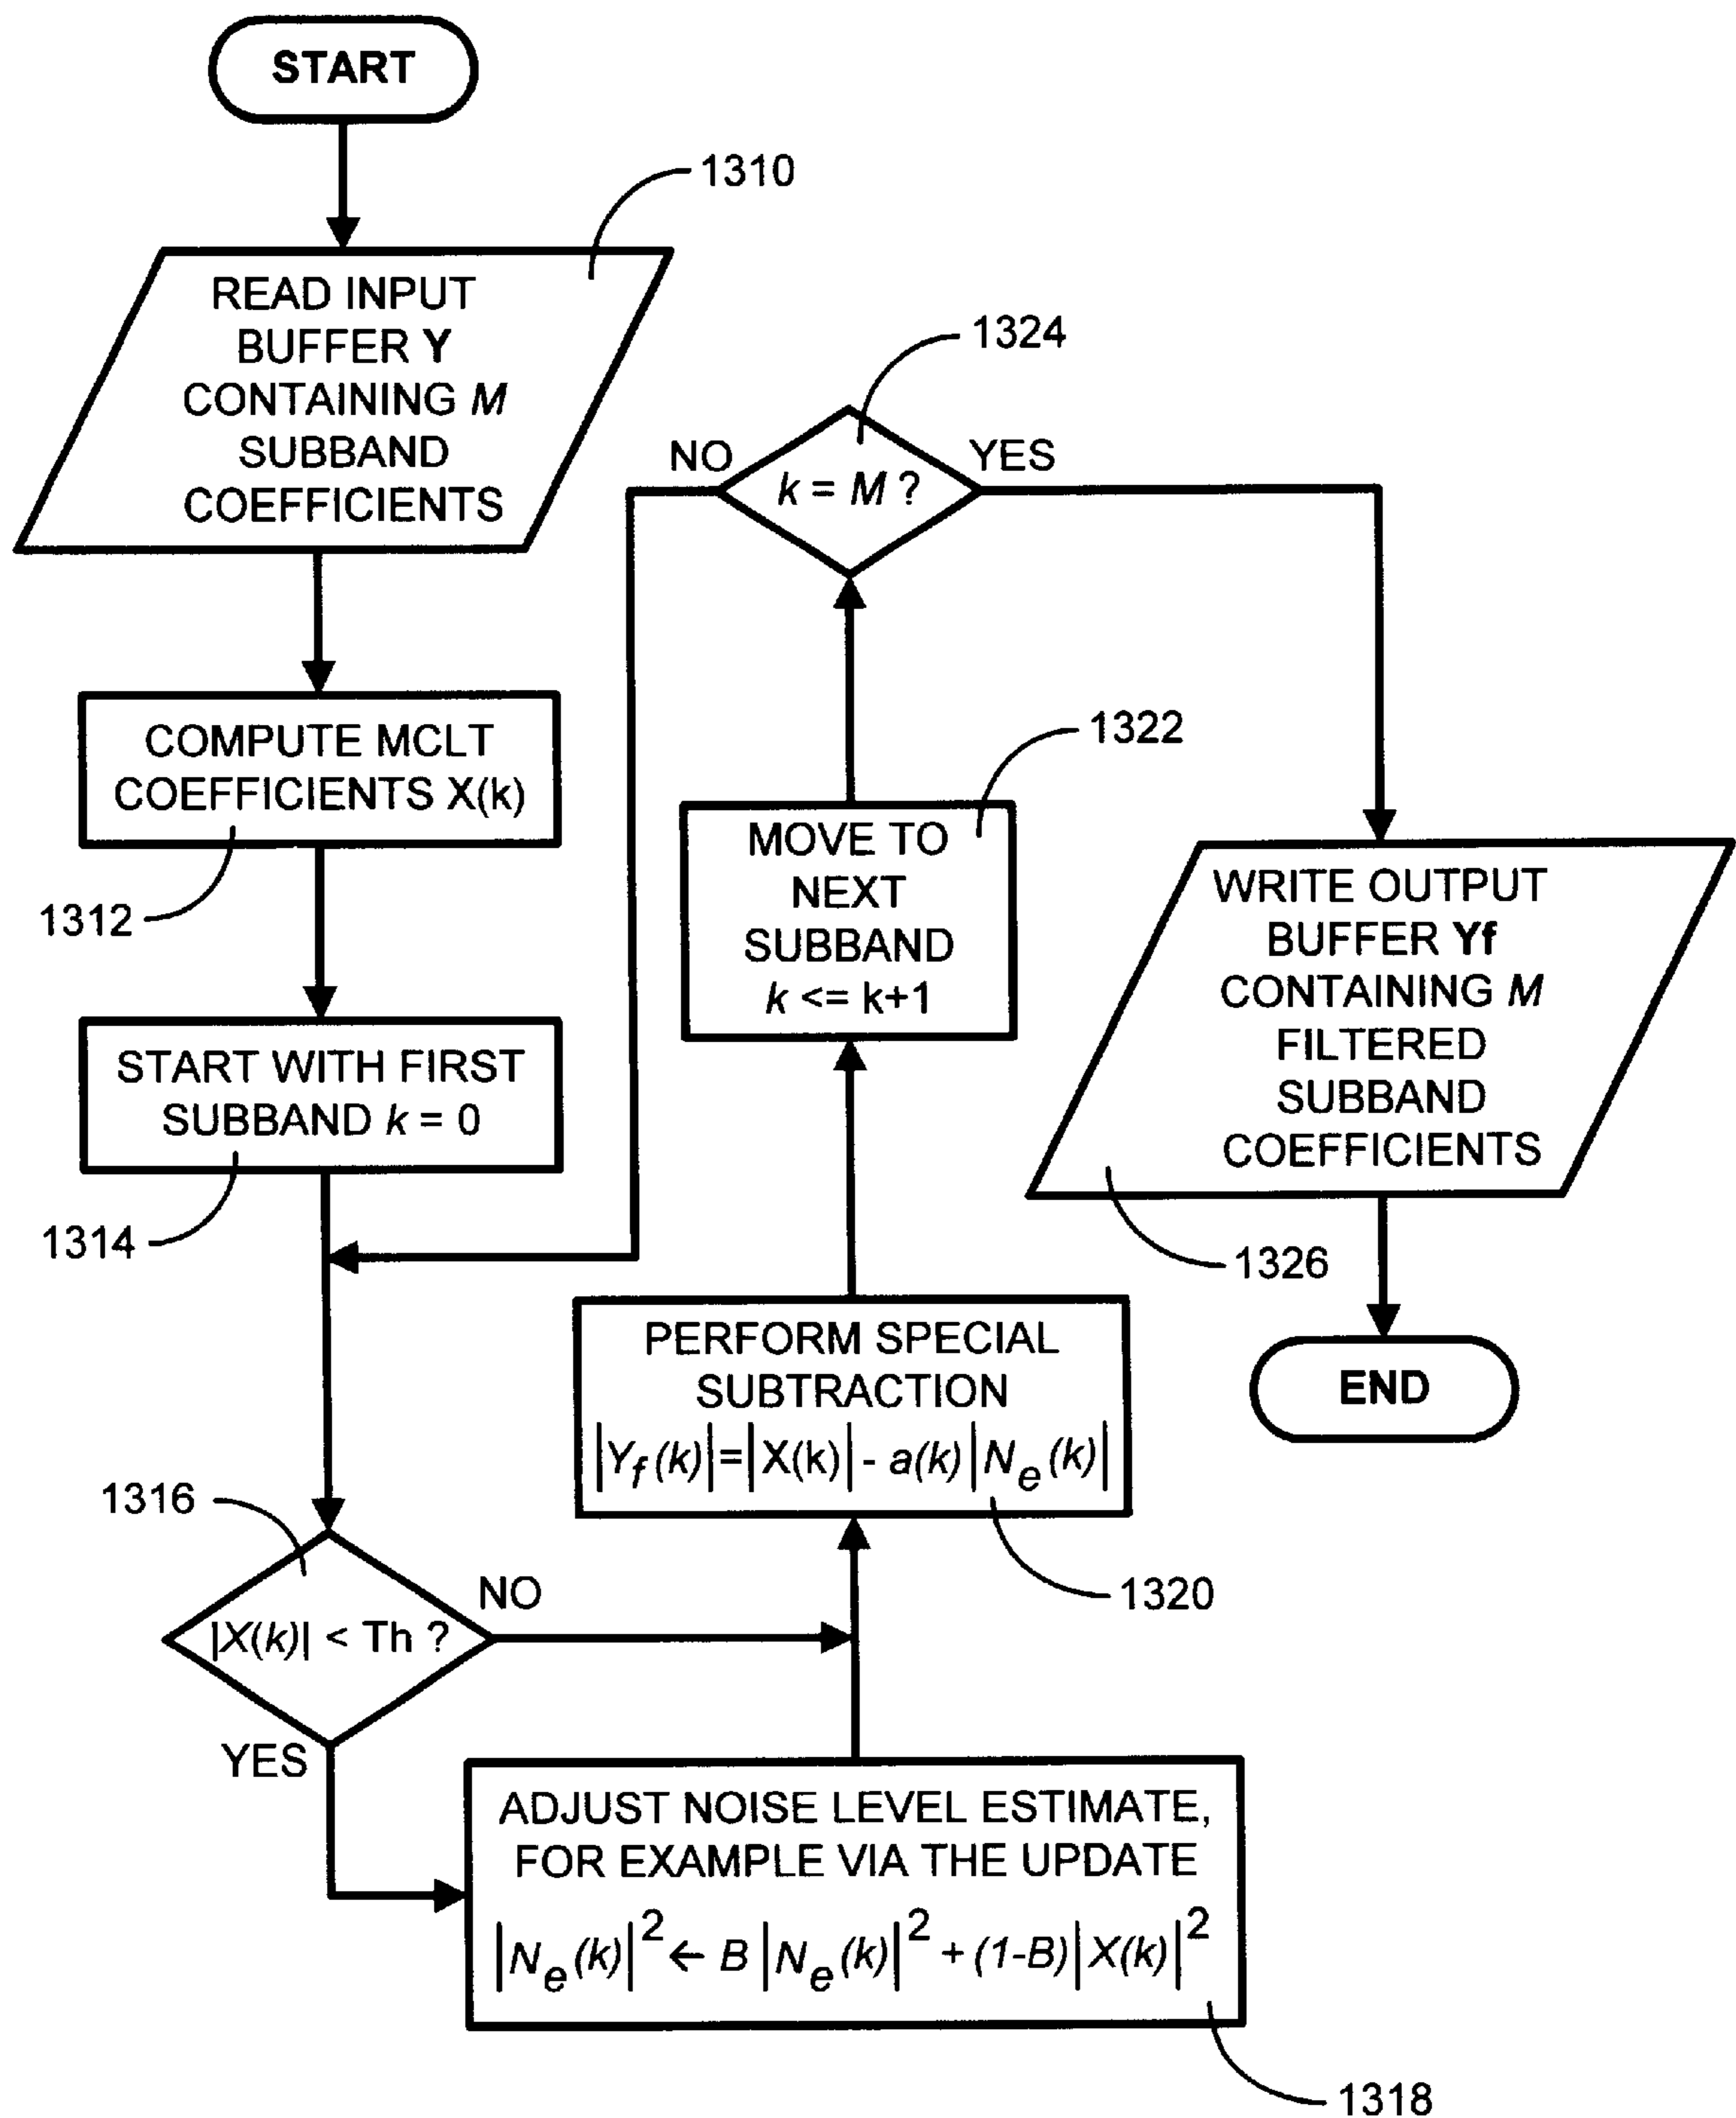 START
1310
READ INPUT
BUFFER Y
CONTAINING M
SUBBAND
COEFFICIENTS
COMPUTE MCLT
COEFFICIENTS X(k)
1312
START WITH FIRST
SUBBAND k = 0
1314
1316
|X(k)| < Th ?
NO
YES
ADJUST NOISE LEVEL ESTIMATE,
FOR EXAMPLE VIA THE UPDATE
|Nₑ(k)|² ← B |Nₑ(k)|² + (1-B)|X(k)|²
1318
PERFORM SPECIAL
SUBTRACTION
|Y_f(k)|=|X(k)| - a(k)|Nₑ(k)|
1320
MOVE TO
NEXT
SUBBAND
k <= k+1
1322
1324
NO
k = M ?
YES
WRITE OUTPUT
BUFFER Yf
CONTAINING M
FILTERED
SUBBAND
COEFFICIENTS
1326
END